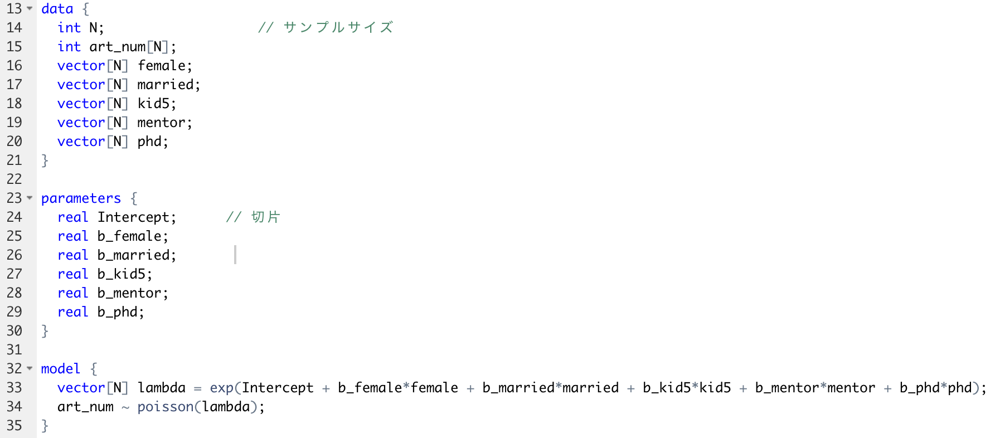 13 data {
14   int N;                   // サンプルサイズ
15   int art_num[N];
16   vector[N] female;
17   vector[N] married;
18   vector[N] kid5;
19   vector[N] mentor;
20   vector[N] phd;
21 }
22
23 parameters {
24   real Intercept;      // 切片
25   real b_female;
26   real b_married;
27   real b_kid5;
28   real b_mentor;
29   real b_phd;
30 }
31
32 model {
33   vector[N] lambda = exp(Intercept + b_female*female + b_married*married + b_kid5*kid5 + b_mentor*mentor + b_phd*phd);
34   art_num ~ poisson(lambda);
35 }